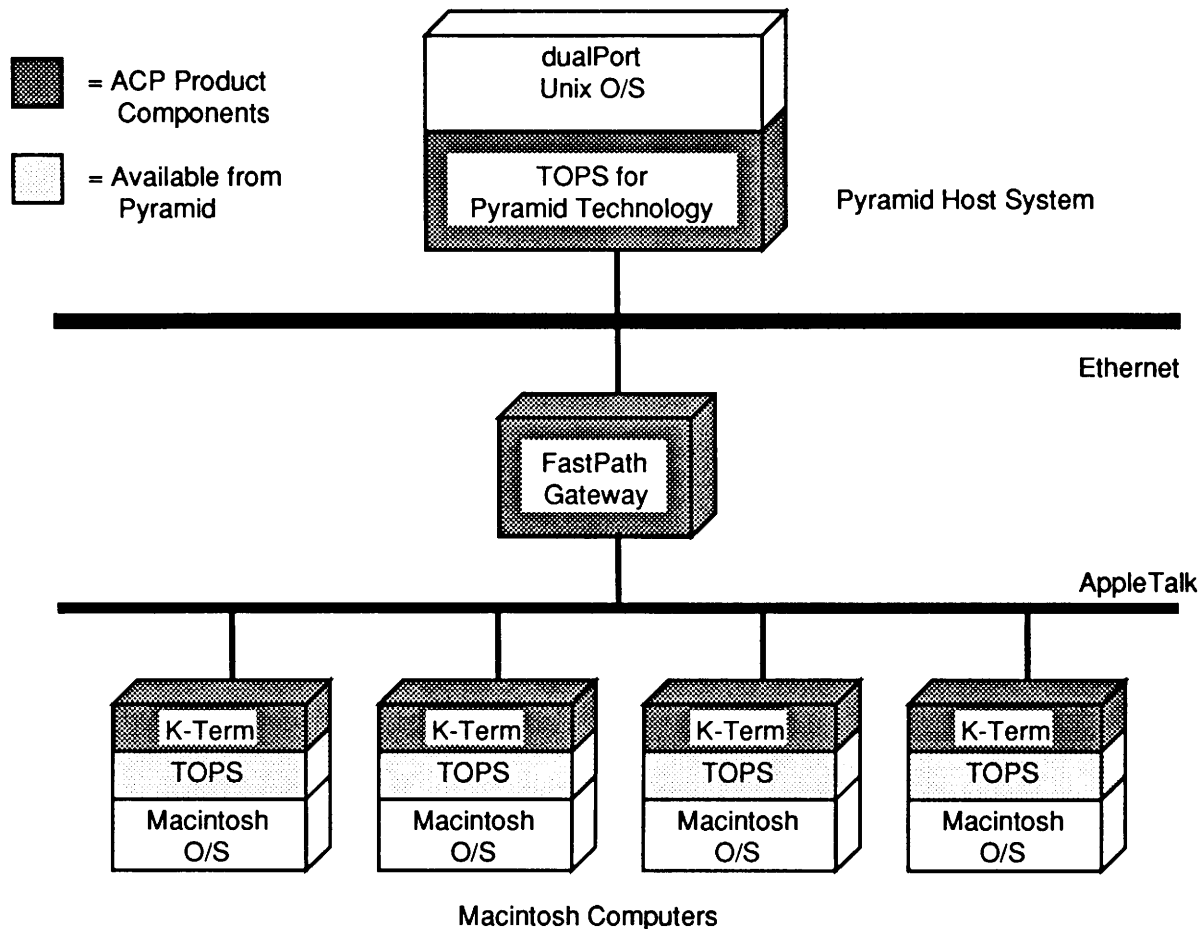 = ACP Product
Components
= Available from
Pyramid
dualPort
Unix O/S
TOPS for
Pyramid Technology
Pyramid Host System
Ethernet
FastPath
Gateway
AppleTalk
K-Term
TOPS
Macintosh
O/S
K-Term
TOPS
Macintosh
O/S
K-Term
TOPS
Macintosh
O/S
K-Term
TOPS
Macintosh
O/S
Macintosh Computers